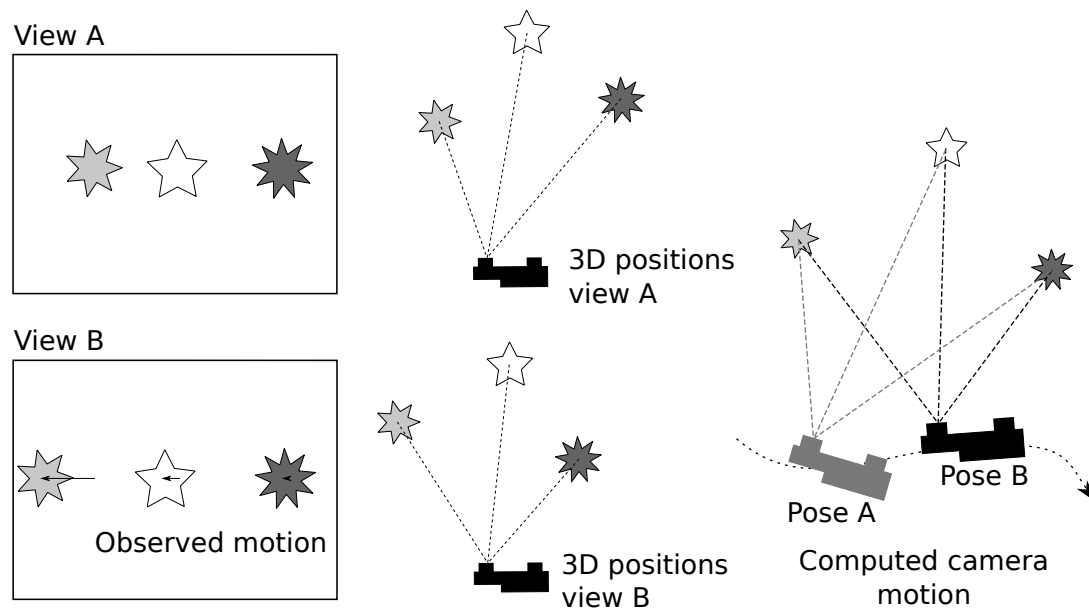 View A
3D positions
view A
View B
Observed motion
3D positions
view B
Pose A
Pose B
Computed camera
motion